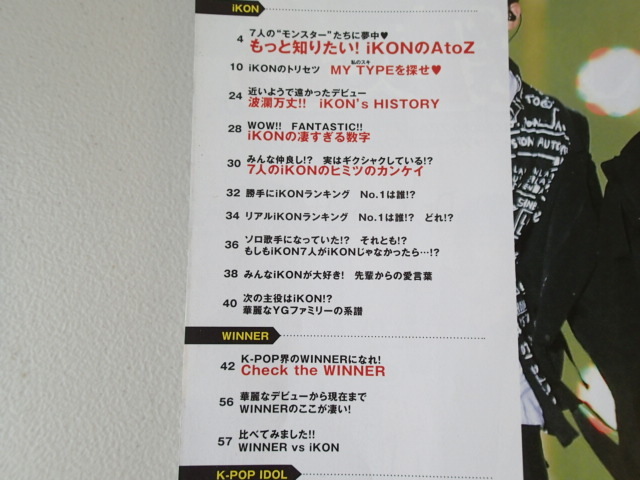 iKON
7人の“モンスター”たちに夢中♥
4 もっと知りたい! iKONのAtoZ
私のスキ
10 iKONのトリセツ MY TYPEを探せ♥
近いようで遠かったデビュー
24 波瀾万丈!! iKON's HISTORY
WOW!! FANTASTIC!!
28 iKONの凄すぎる数字
みんな仲良し!? 実はギクシャクしている!?
30 7人のiKONのヒミツのカンケイ
32 勝手にiKONランキング No.1は誰!?
34 リアルiKONランキング No.1は誰!? どれ!?
ソロ歌手になっていた!? それとも!?
36 もしもiKON7人がiKONじゃなかったら…!?
38 みんなiKONが大好き! 先輩からの愛言葉
次の主役はiKON!?
40 華麗なYGファミリーの系譜
WINNER
K-POP界のWINNERになれ!
42 Check the WINNER
華麗なデビューから現在まで
56 WINNERのここが凄い!
比べてみました!!
57 WINNER vs iKON
K-POP IDOL